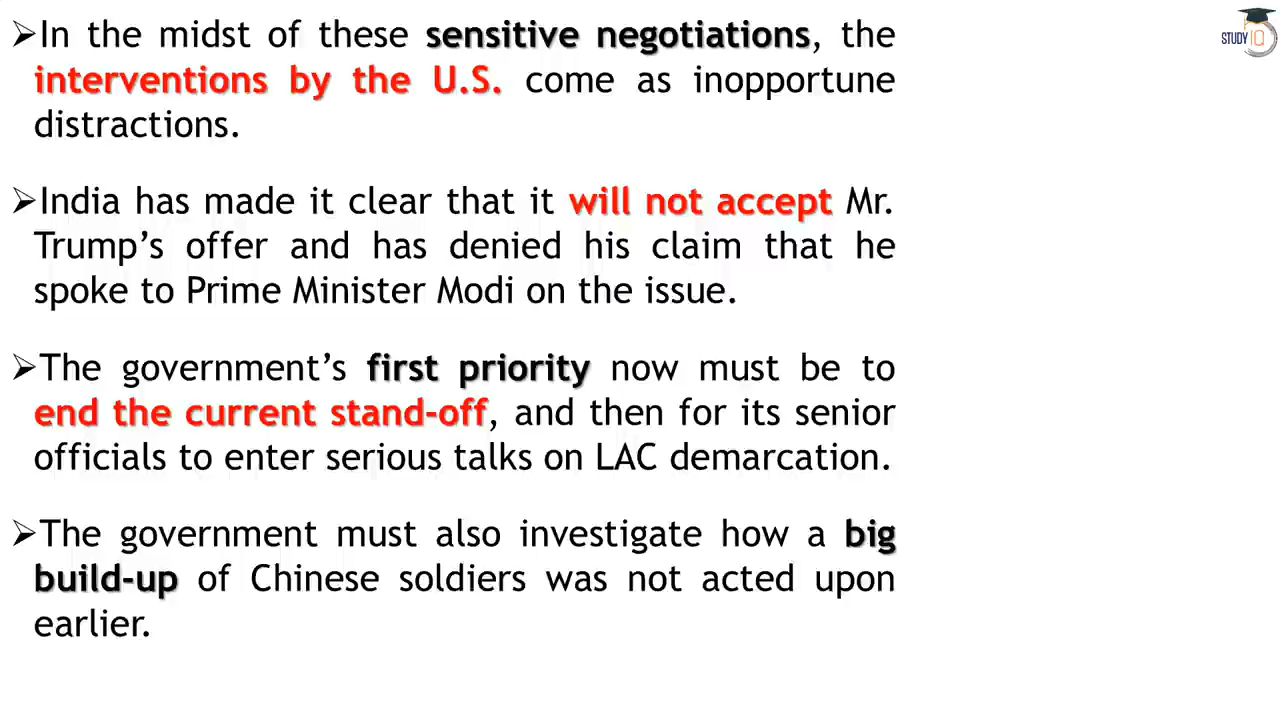 ➢In the midst of these sensitive negotiations, the
interventions by the U.S. come as inopportune
distractions.
➢India has made it clear that it will not accept Mr.
Trump’s offer and has denied his claim that he
spoke to Prime Minister Modi on the issue.
➢The government’s first priority now must be to
end the current stand-off, and then for its senior
officials to enter serious talks on LAC demarcation.
➢The government must also investigate how a big
build-up of Chinese soldiers was not acted upon
earlier.
STUDY IQ